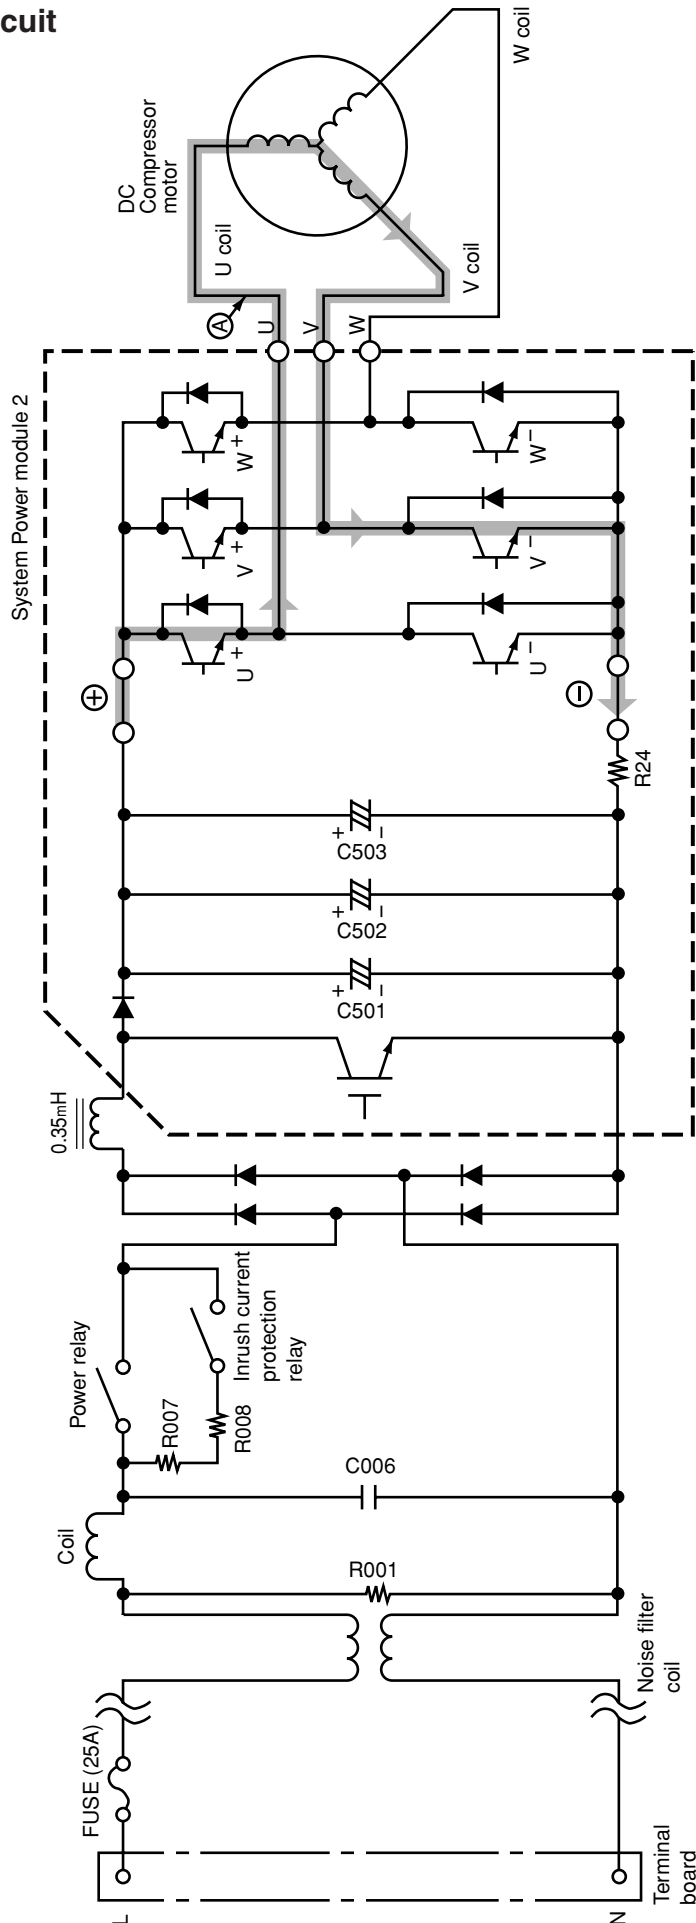 cuit
W coil
DC
Compressor
motor
U coil
V coil
A
U
V
W
System Power module 2
W
+
W
–
V
+
V
–
U
+
U
–
+
–
R24
+
–
C503
+
–
C502
+
–
C501
0.35mH
Power relay
Inrush current
protection
relay
R007
R008
C006
Coil
R001
Noise filter
coil
FUSE (25A)
Terminal
board
L
N